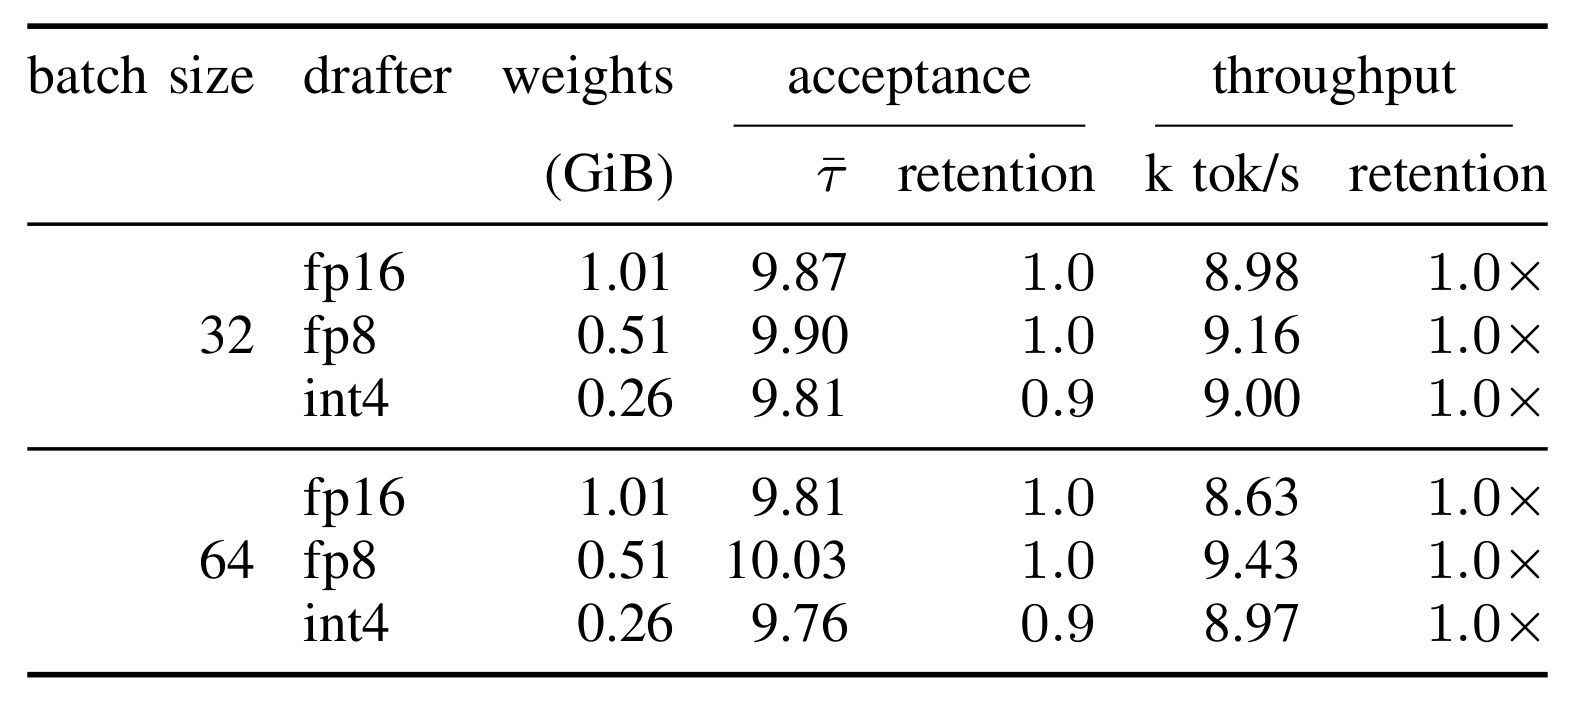 batch size drafter weights acceptance throughput
(GiB) τ̄ retention k tok/s retention
fp16 1.01 9.87 1.0 8.98 1.0×
32 fp8 0.51 9.90 1.0 9.16 1.0×
int4 0.26 9.81 0.9 9.00 1.0×
fp16 1.01 9.81 1.0 8.63 1.0×
64 fp8 0.51 10.03 1.0 9.43 1.0×
int4 0.26 9.76 0.9 8.97 1.0×